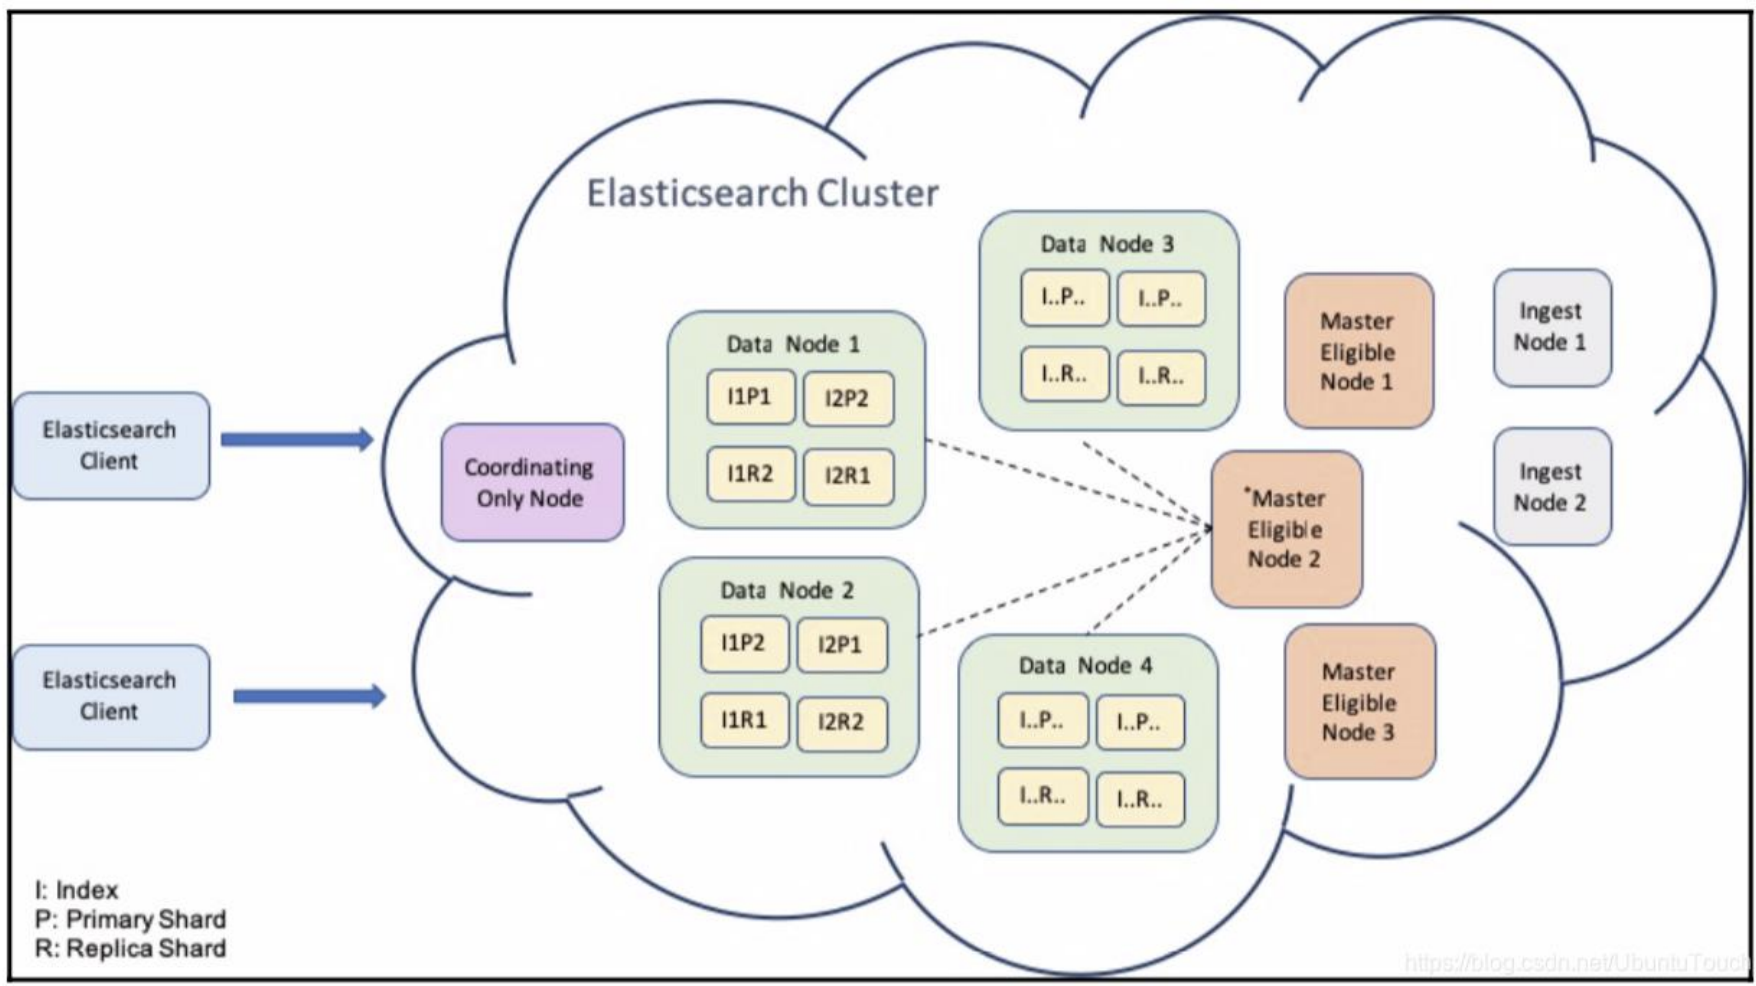 Elasticsearch Cluster
Elasticsearch
Client
Elasticsearch
Client
Coordinating
Only Node
Data Node 1
I1P1 I2P2
I1R2 I2R1
Data Node 2
I1P2 I2P1
I1R1 I2R2
Data Node 3
I..P.. I..P..
I..R.. I..R..
Data Node 4
I..P.. I..P..
I..R.. I..R..
Master
Eligible
Node 1
*Master
Eligible
Node 2
Master
Eligible
Node 3
Ingest
Node 1
Ingest
Node 2
I: Index
P: Primary Shard
R: Replica Shard
https://blog.csdn.net/UbuntuTouch